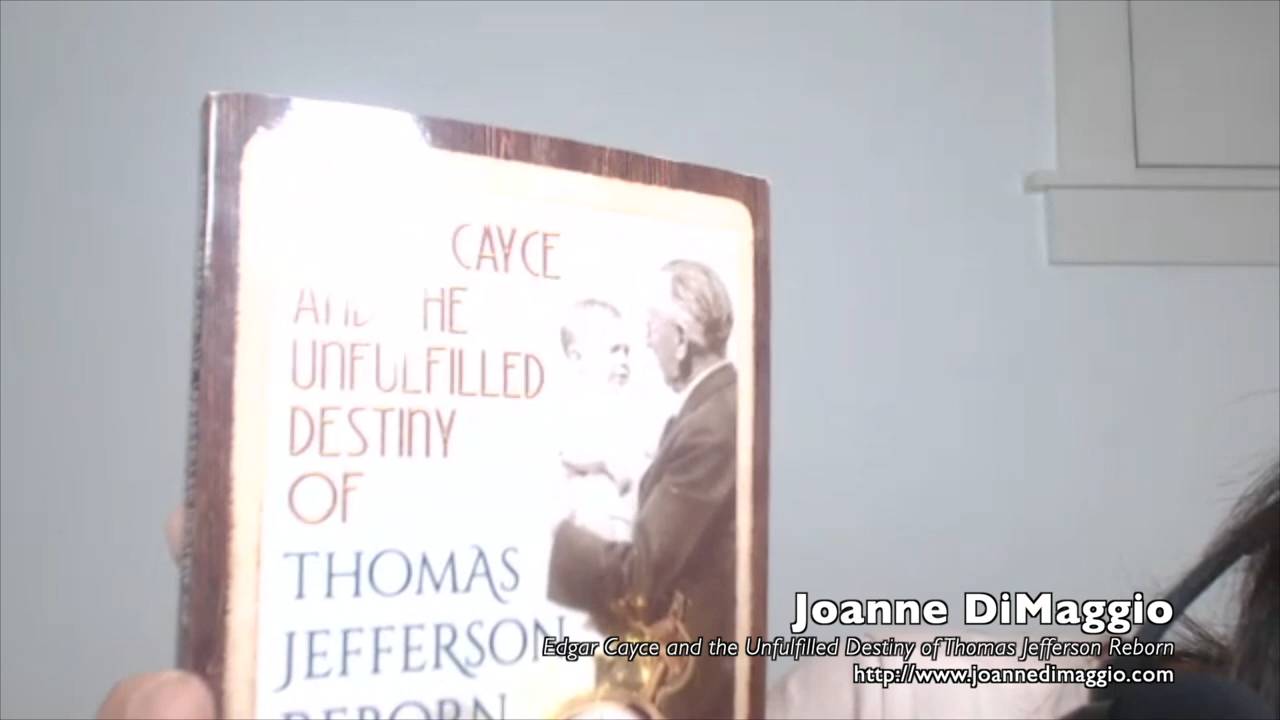 CAYCE
UNFULFILLED
DESTINY
OF
THOMAS
JEFFERSON
REBORN
Joanne DiMaggio
Edgar Cayce and the Unfulfilled Destiny of Thomas Jefferson Reborn
http://www.joannedimaggio.com